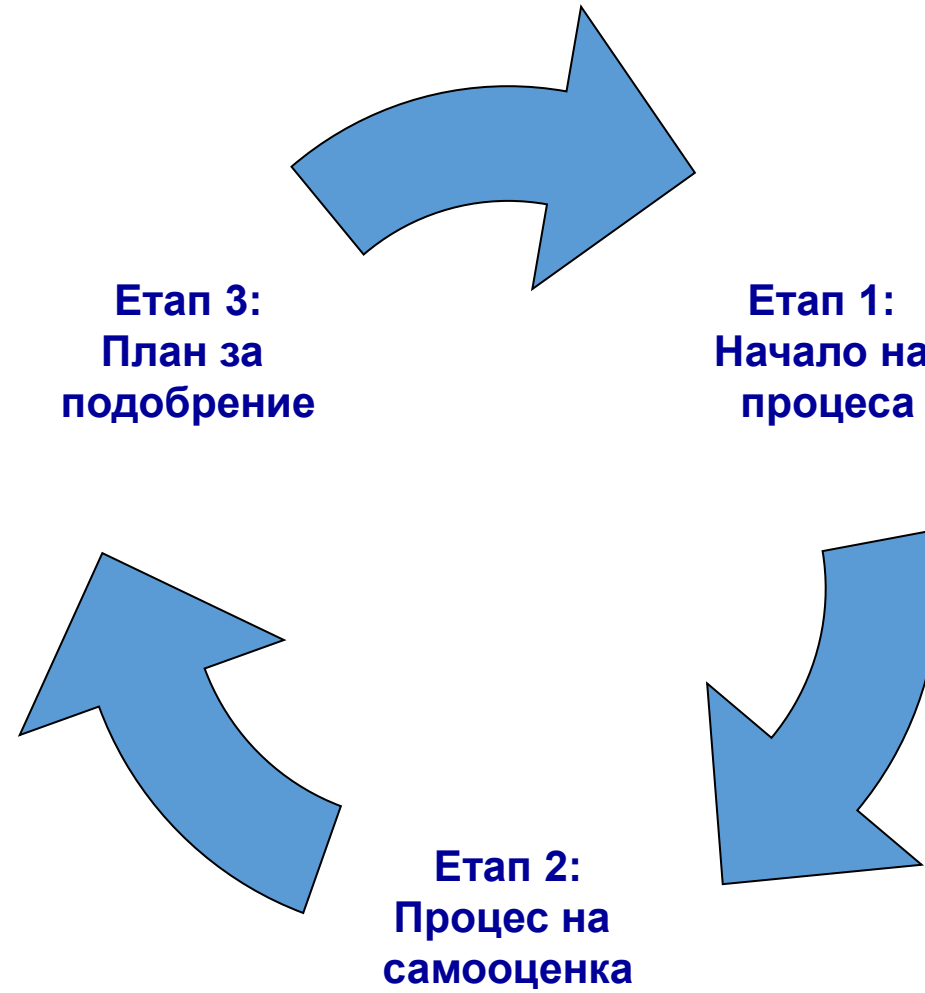 Етап 3:
План за
подобрение
Етап 1:
Начало на
процеса
Етап 2:
Процес на
самооценка